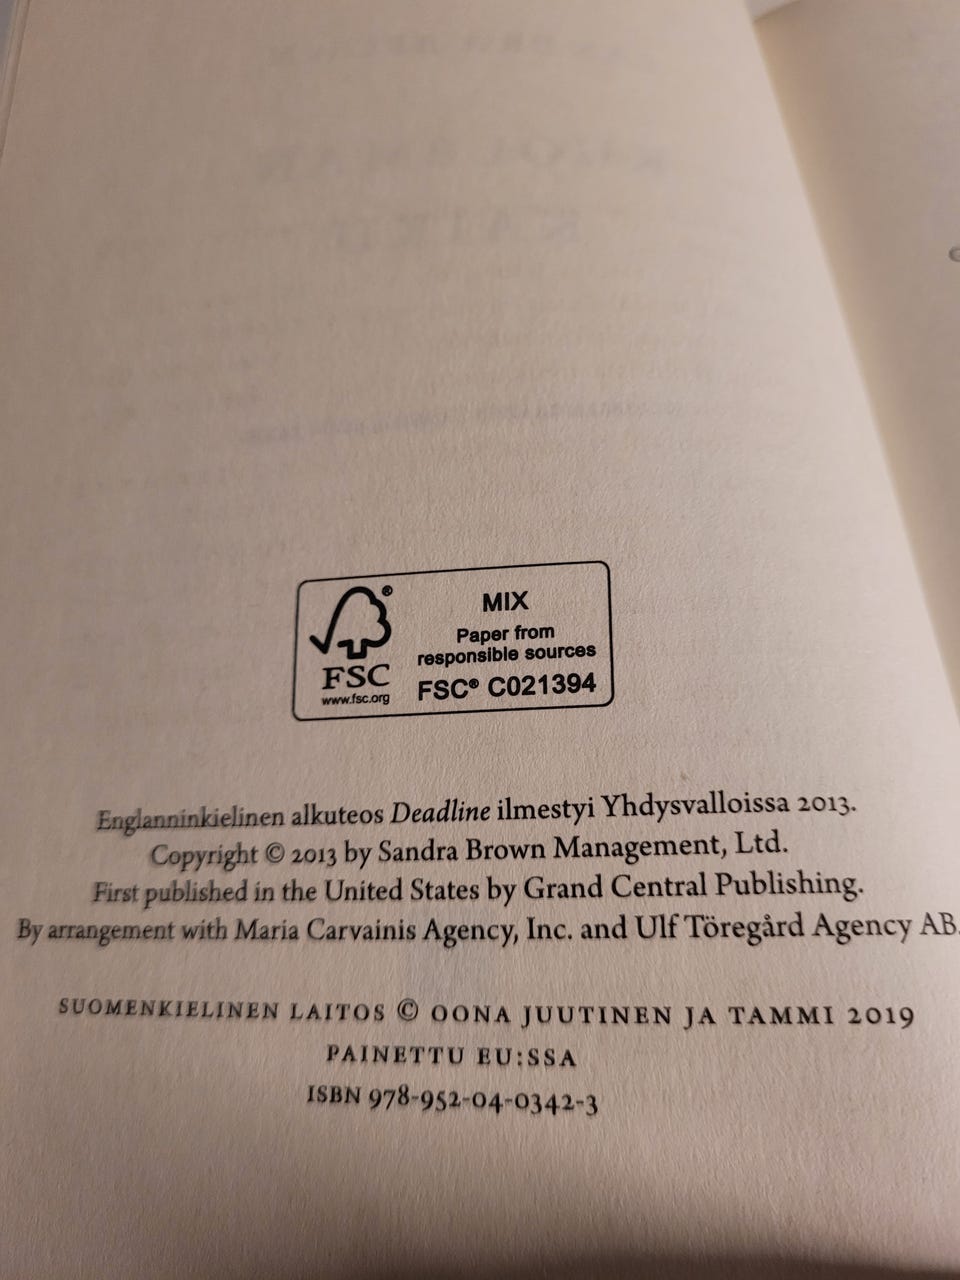 MIX
Paper from
responsible sources
FSC® C021394
®
FSC
www.fsc.org
Englanninkielinen alkuteos Deadline ilmestyi Yhdysvalloissa 2013.
Copyright © 2013 by Sandra Brown Management, Ltd.
First published in the United States by Grand Central Publishing.
By arrangement with Maria Carvainis Agency, Inc. and Ulf Töregård Agency AB.
SUOMENKIELINEN LAITOS © OONA JUUTINEN JA TAMMI 2019
PAINETTU EU:SSA
ISBN 978-952-04-0342-3